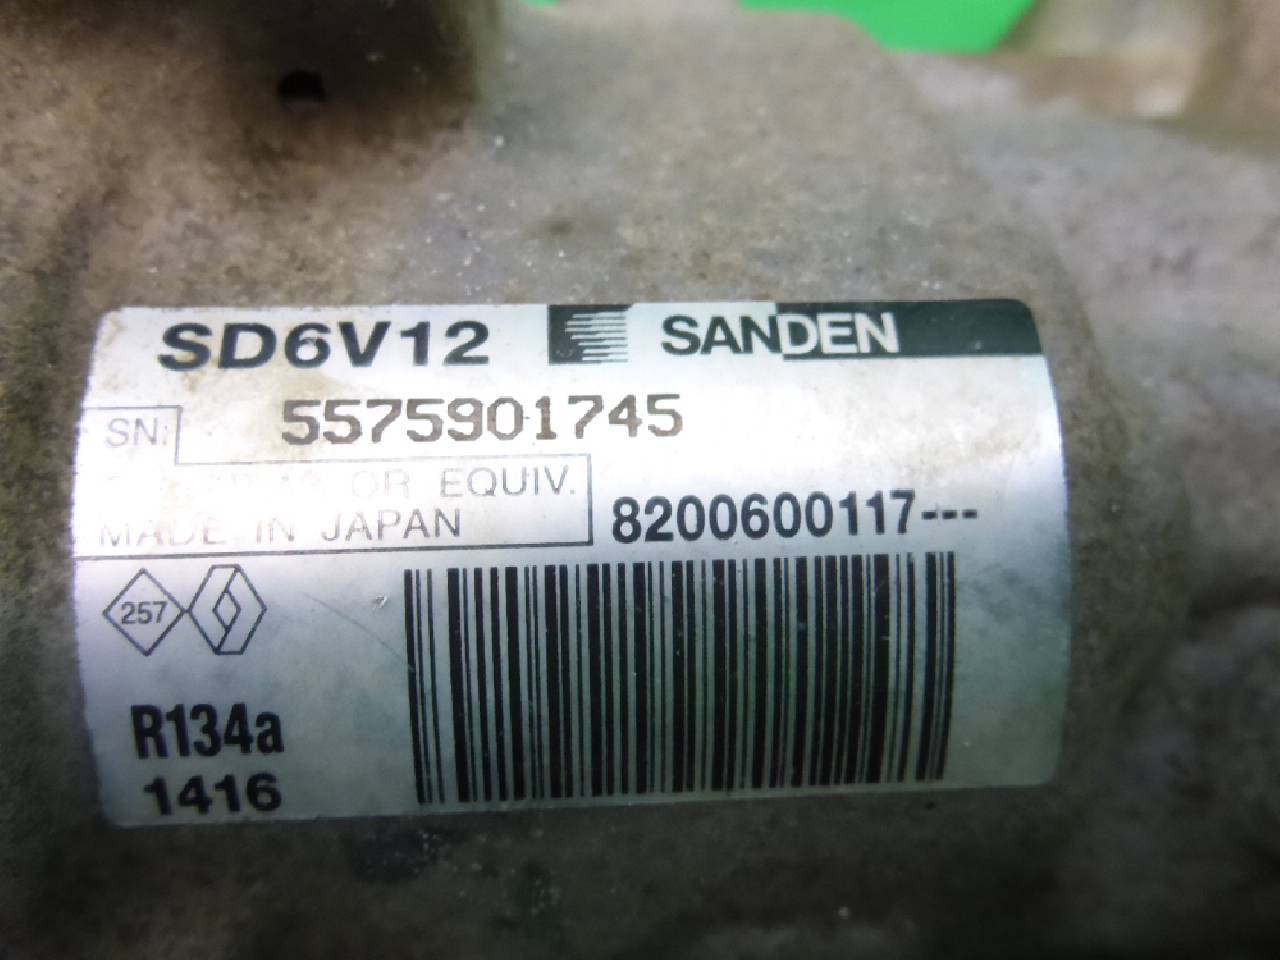 SD6V12 SANDEN
SN: 5575901745
OR EQUIV.
MADE IN JAPAN 8200600117---
257
R134a
1416